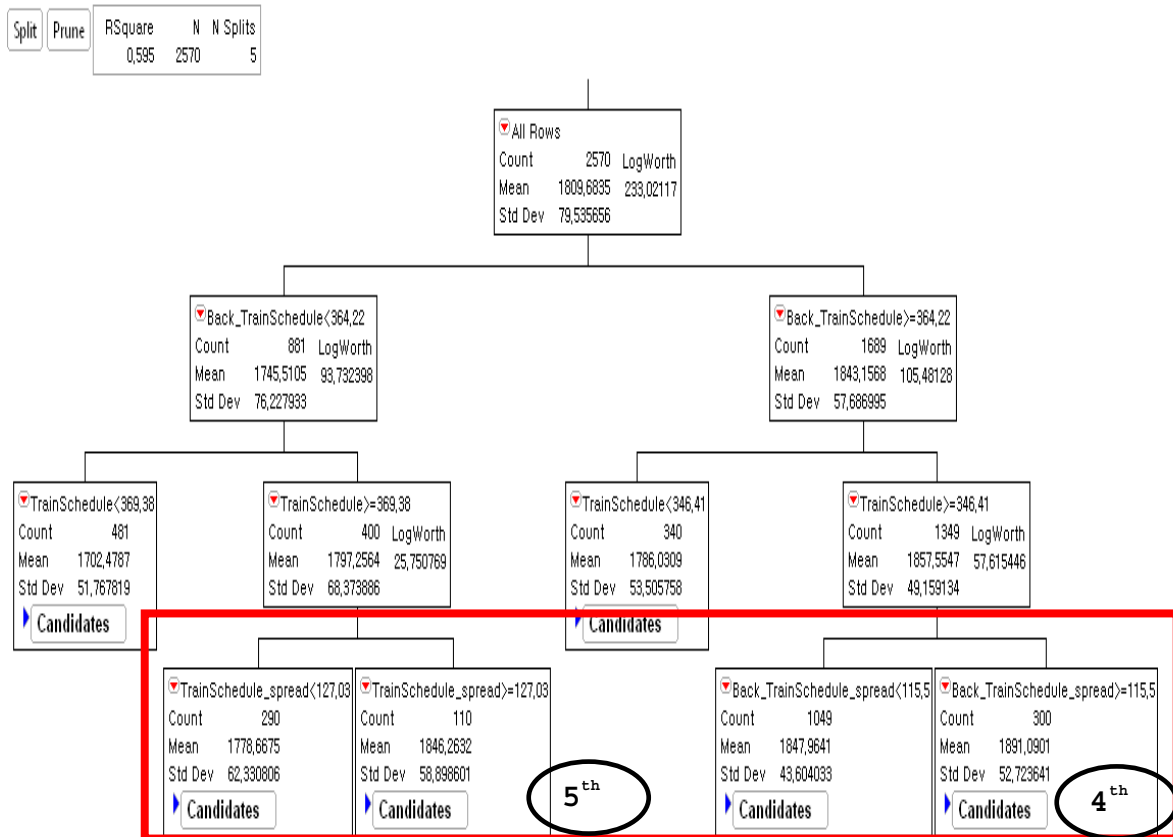 Split Prune RSquare N N Splits
0,595 2570 5
All Rows
Count 2570 LogWorth
Mean 1809,6835 233,02117
Std Dev 79,535656
Back_TrainSchedule<364,22
Count 881 LogWorth
Mean 1745,5105 93,732398
Std Dev 76,227933
Back_TrainSchedule>=364,22
Count 1689 LogWorth
Mean 1843,1568 105,48128
Std Dev 57,686995
TrainSchedule<369,38
Count 481
Mean 1702,4787
Std Dev 51,767819
Candidates
TrainSchedule>=369,38
Count 400 LogWorth
Mean 1797,2564 25,750769
Std Dev 68,373886
TrainSchedule<346,41
Count 340
Mean 1786,0309
Std Dev 53,505758
Candidates
TrainSchedule>=346,41
Count 1349 LogWorth
Mean 1857,5547 57,615446
Std Dev 49,159134
TrainSchedule_spread<127,03
Count 290
Mean 1778,6675
Std Dev 62,330806
Candidates
TrainSchedule_spread>=127,03
Count 110
Mean 1846,2632
Std Dev 58,898601
Candidates
5th
Back_TrainSchedule_spread<115,5
Count 1049
Mean 1847,9641
Std Dev 43,604033
Candidates
Back_TrainSchedule_spread>=115,5
Count 300
Mean 1891,0901
Std Dev 52,723641
Candidates
4th